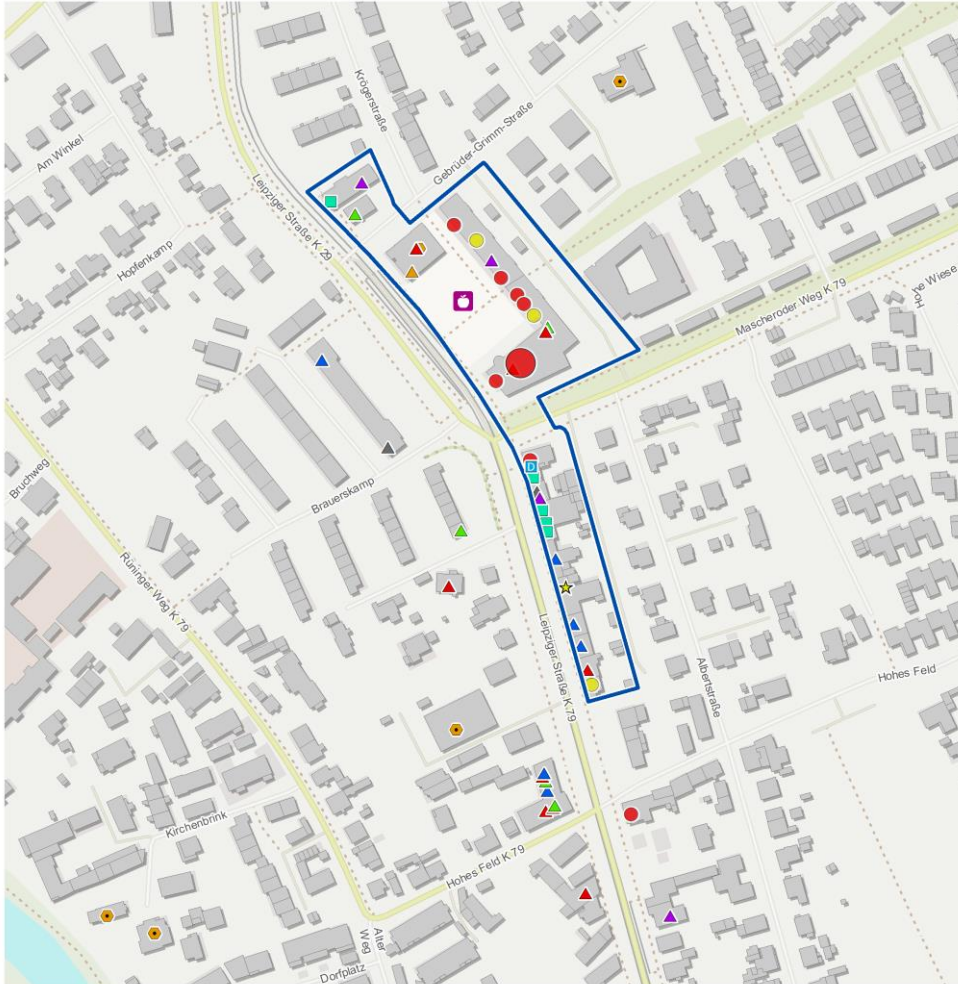 Krögerstraße
Am Winkel
Gebrüder-Grimm-Straße
Leipziger Straße K 29
Hopfenkamp
Mascheroder Weg K 79
e Wiese
Ho
Bruchweg
Brauerskamp
D
Rüninger Weg K 79
Leipziger Straße K 79
Albertstraße
Hohes Feld
Kirchenbrink
Hohes Feld K 79
Alter
Weg
Dorfplatz